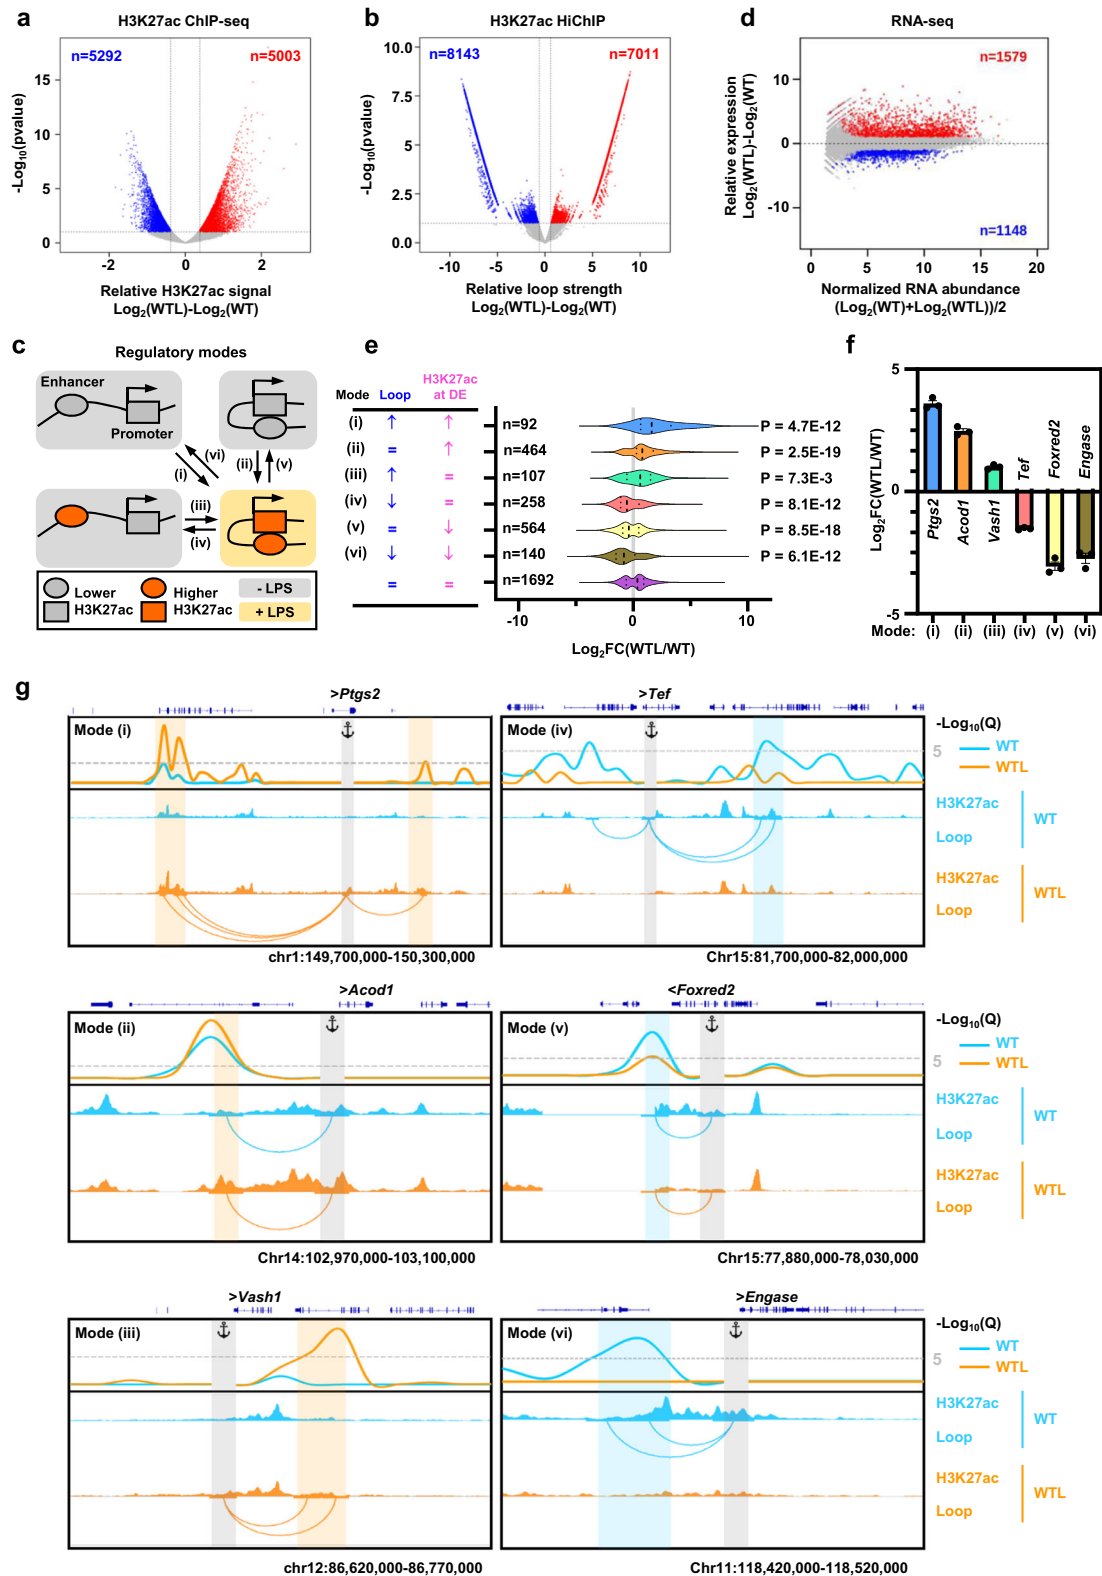 a
H3K27ac ChIP-seq
n=5292
n=5003
15
10
5
0
-2
0
2
-Log10(pvalue)
Relative H3K27ac signal
Log2(WTL)-Log2(WT)
b
H3K27ac HiChIP
n=8143
n=7011
10.0
7.5
5.0
2.5
0.0
-10
-5
0
5
10
-Log10(pvalue)
Relative loop strength
Log2(WTL)-Log2(WT)
d
RNA-seq
n=1579
n=1148
10
0
-10
0
5
10
15
20
Relative expression
Log2(WTL)-Log2(WT)
Normalized RNA abundance
(Log2(WT)+Log2(WTL))/2
c
Regulatory modes
Enhancer
Promoter
(i)
(vi)
(ii)
(v)
(iii)
(iv)
Lower
H3K27ac
Higher
H3K27ac
- LPS
+ LPS
e
Mode
Loop
H3K27ac
at DE
(i) ↑ ↑ n=92 P = 4.7E-12
(ii) = ↑ n=464 P = 2.5E-19
(iii) ↑ = n=107 P = 7.3E-3
(iv) ↓ = n=258 P = 8.1E-12
(v) = ↓ n=564 P = 8.5E-18
(vi) ↓ ↓ n=140 P = 6.1E-12
= = n=1692
-10
0
10
Log2FC(WTL/WT)
f
Log2FC(WTL/WT)
5
0
-5
Ptgs2
Acod1
Vash1
Tef
Foxred2
Engase
Mode: (i) (ii) (iii) (iv) (v) (vi)
g
>Ptgs2
Mode (i)
chr1:149,700,000-150,300,000
>Tef
Mode (iv)
Chr15:81,700,000-82,000,000
-Log10(Q)
5
WT
WTL
H3K27ac
Loop
WT
H3K27ac
Loop
WTL
>Acod1
Mode (ii)
Chr14:102,970,000-103,100,000
<Foxred2
Mode (v)
Chr15:77,880,000-78,030,000
-Log10(Q)
5
WT
WTL
H3K27ac
Loop
WT
H3K27ac
Loop
WTL
>Vash1
Mode (iii)
chr12:86,620,000-86,770,000
>Engase
Mode (vi)
Chr11:118,420,000-118,520,000
-Log10(Q)
5
WT
WTL
H3K27ac
Loop
WT
H3K27ac
Loop
WTL